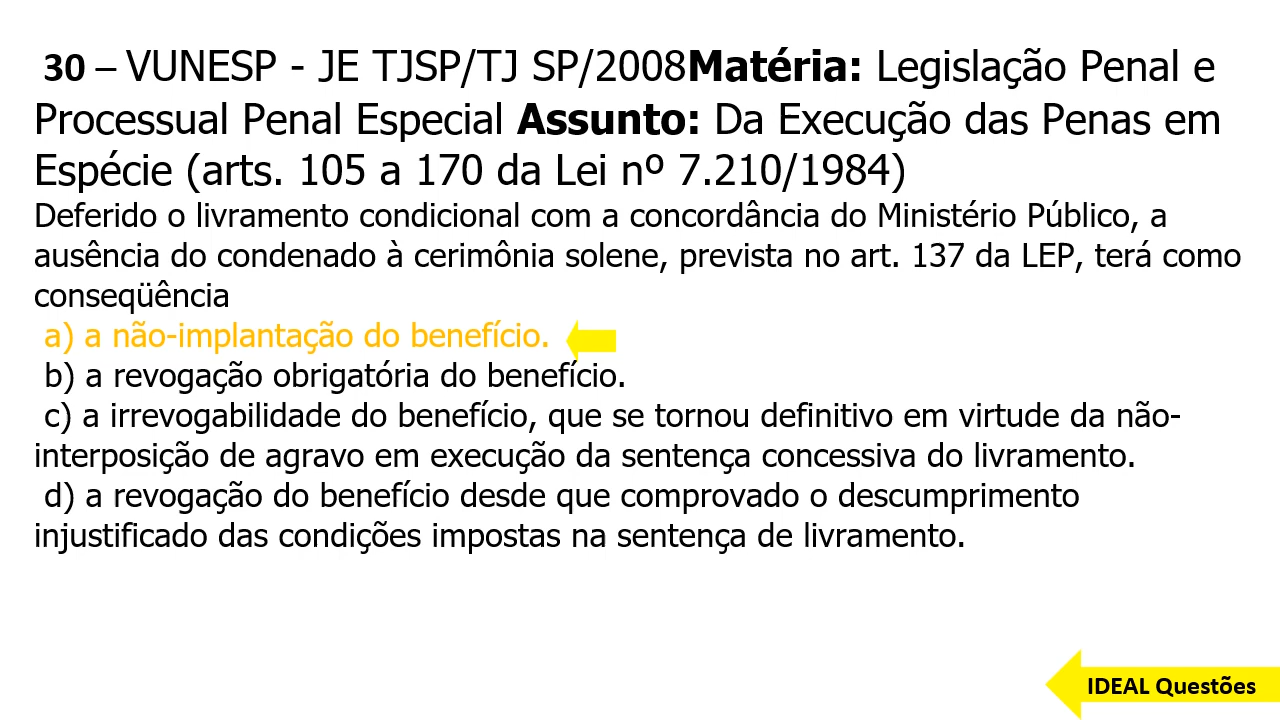 30 – VUNESP - JE TJSP/TJ SP/2008Matéria: Legislação Penal e
Processual Penal Especial Assunto: Da Execução das Penas em
Espécie (arts. 105 a 170 da Lei nº 7.210/1984)
Deferido o livramento condicional com a concordância do Ministério Público, a
ausência do condenado à cerimônia solene, prevista no art. 137 da LEP, terá como
conseqüência
a) a não-implantação do benefício.
b) a revogação obrigatória do benefício.
c) a irrevogabilidade do benefício, que se tornou definitivo em virtude da não-
interposição de agravo em execução da sentença concessiva do livramento.
d) a revogação do benefício desde que comprovado o descumprimento
injustificado das condições impostas na sentença de livramento.
IDEAL Questões